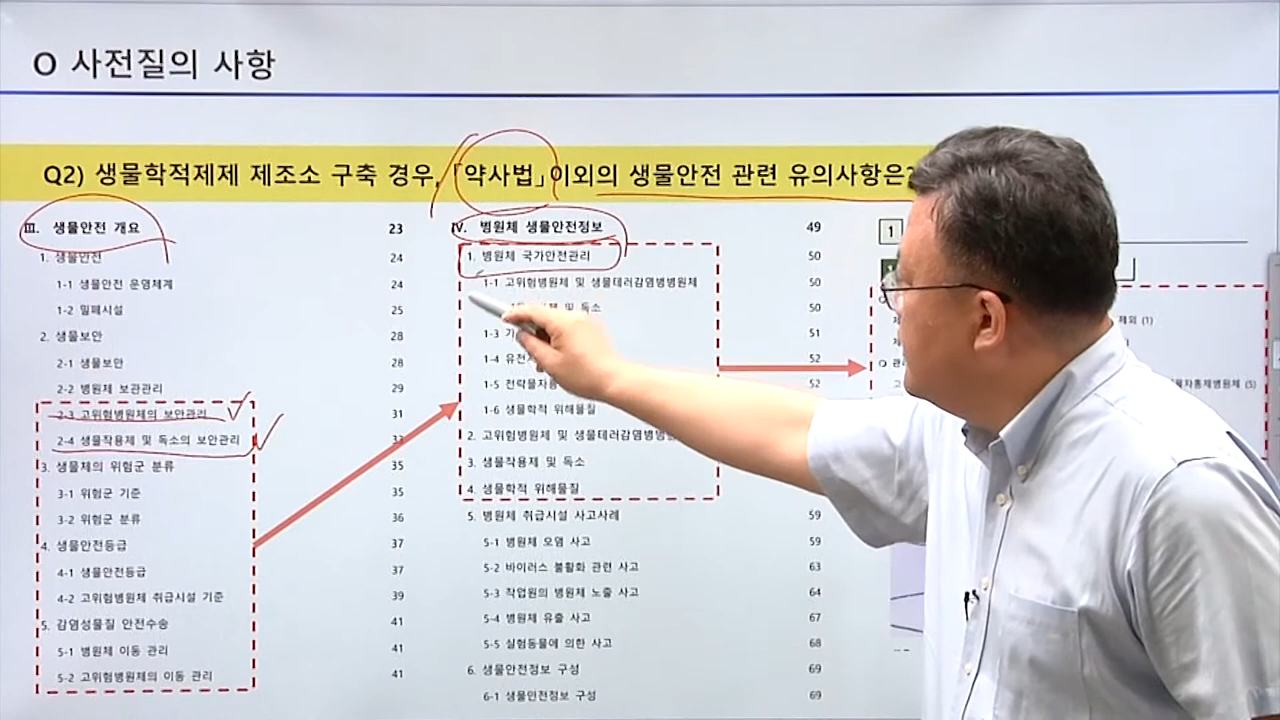 O 사전질의 사항
Q2) 생물학적제제 제조소 구축 경우, 「약사법」이외의 생물안전 관련 유의사항은?
Ⅲ. 생물안전 개요 23
1. 생물안전 24
1-1 생물안전 운영체계 24
1-2 밀폐시설 25
2. 생물보안 28
2-1 생물보안 28
2-2 병원체 보관관리 29
2-3 고위험병원체의 보안관리 31
2-4 생물작용제 및 독소의 보안관리 33
3. 생물체의 위험군 분류 35
3-1 위험군 기준 35
3-2 위험군 분류 36
4. 생물안전등급 37
4-1 생물안전등급 37
4-2 고위험병원체 취급시설 기준 39
5. 감염성물질 안전수송 41
5-1 병원체 이동 관리 41
5-2 고위험병원체의 이동 관리 41
Ⅳ. 병원체 생물안전정보 49
1. 병원체 국가안전관리 50
1-1 고위험병원체 및 생물테러감염병병원체 50
및 독소 50
1-3 51
1-4 유전 52
1-5 전략물자 52
1-6 생물학적 위해물질
2. 고위험병원체 및 생물테러감염병병원
3. 생물작용제 및 독소
4. 생물학적 위해물질
5. 병원체 취급시설 사고사례 59
5-1 병원체 오염 사고 59
5-2 바이러스 불활화 관련 사고 63
5-3 작업원의 병원체 노출 사고 64
5-4 병원체 유출 사고 67
5-5 실험동물에 의한 사고 68
6. 생물안전정보 구성 69
6-1 생물안전정보 구성 69
1
제외 (1)
물자통제병원체 (5)